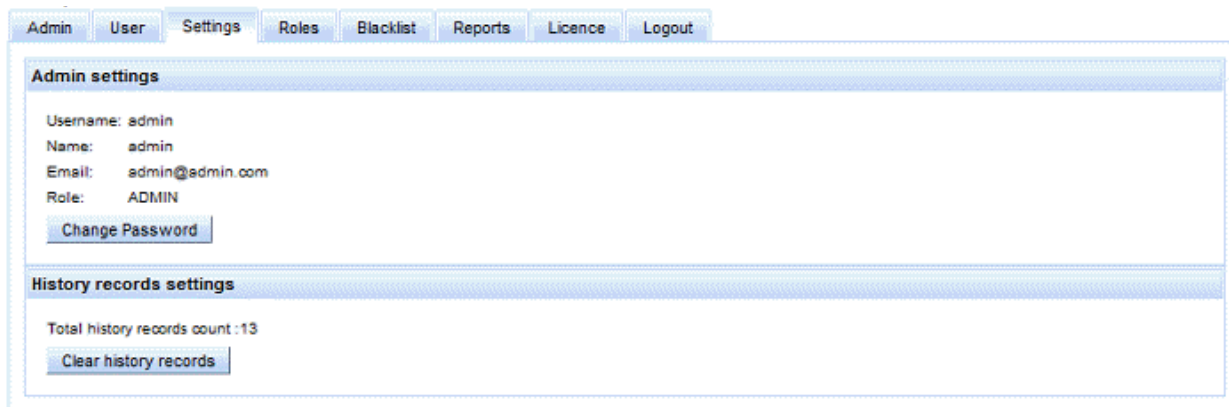 Admin User Settings Roles Blacklist Reports Licence Logout
Admin settings
Username: admin
Name: admin
Email: admin@admin.com
Role: ADMIN
Change Password
History records settings
Total history records count :13
Clear history records